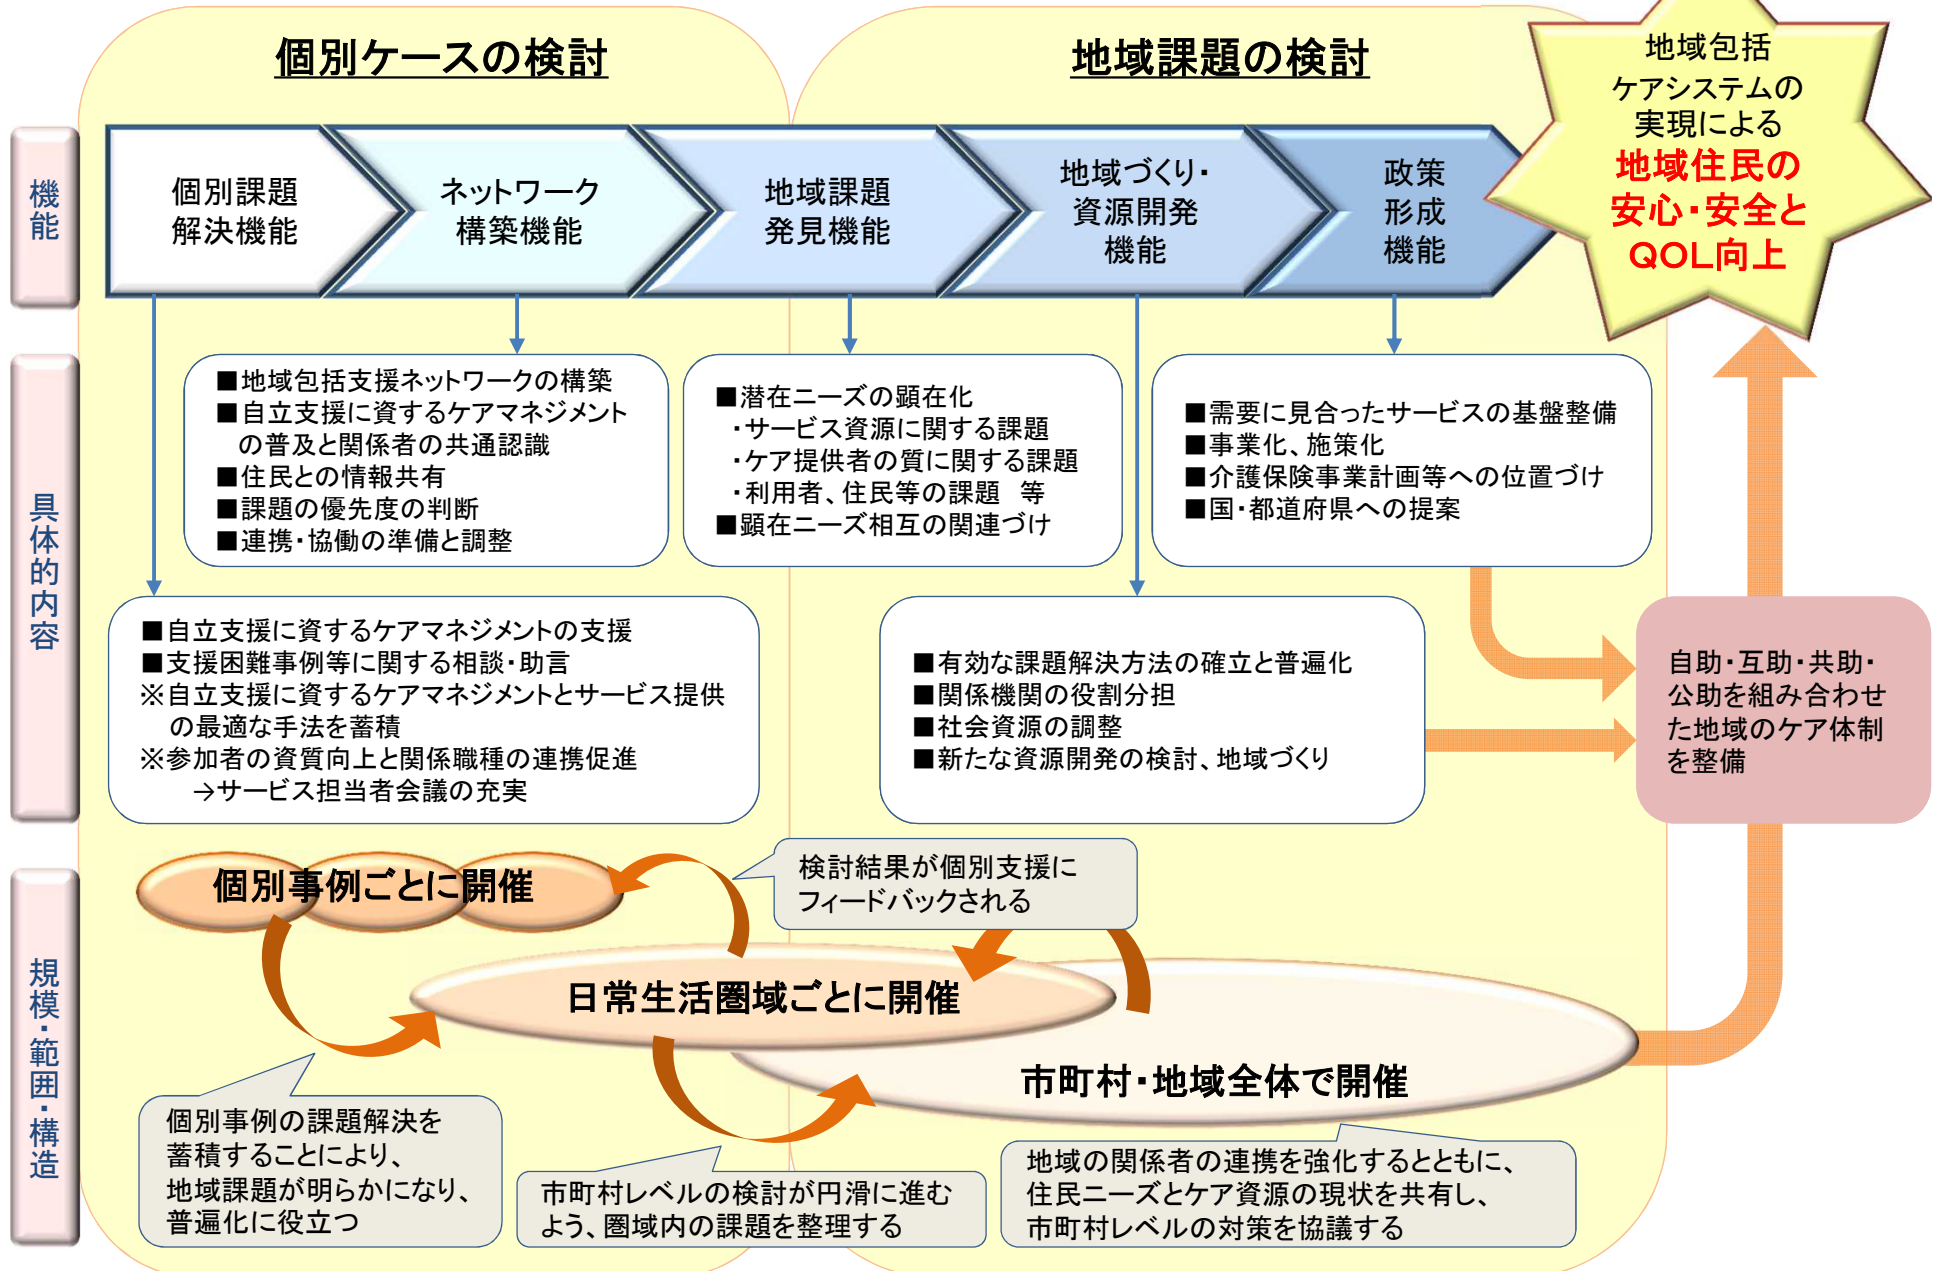 個別ケースの検討
地域課題の検討
地域包括
ケアシステムの
実現による
地域住民の
安心・安全と
QOL向上
機能
個別課題
解決機能
ネットワーク
構築機能
地域課題
発見機能
地域づくり・
資源開発
機能
政策
形成
機能
具体的内容
■地域包括支援ネットワークの構築
■自立支援に資するケアマネジメント
の普及と関係者の共通認識
■住民との情報共有
■課題の優先度の判断
■連携・協働の準備と調整
■潜在ニーズの顕在化
・サービス資源に関する課題
・ケア提供者の質に関する課題
・利用者、住民等の課題　等
■顕在ニーズ相互の関連づけ
■需要に見合ったサービスの基盤整備
■事業化、施策化
■介護保険事業計画等への位置づけ
■国・都道府県への提案
■自立支援に資するケアマネジメントの支援
■支援困難事例等に関する相談・助言
※自立支援に資するケアマネジメントとサービス提供
の最適な手法を蓄積
※参加者の資質向上と関係職種の連携促進
→サービス担当者会議の充実
■有効な課題解決方法の確立と普遍化
■関係機関の役割分担
■社会資源の調整
■新たな資源開発の検討、地域づくり
自助・互助・共助・
公助を組み合わせ
た地域のケア体制
を整備
規模・範囲・構造
個別事例ごとに開催
検討結果が個別支援に
フィードバックされる
日常生活圏域ごとに開催
市町村・地域全体で開催
個別事例の課題解決を
蓄積することにより、
地域課題が明らかになり、
普遍化に役立つ
市町村レベルの検討が円滑に進む
よう、圏域内の課題を整理する
地域の関係者の連携を強化するとともに、
住民ニーズとケア資源の現状を共有し、
市町村レベルの対策を協議する